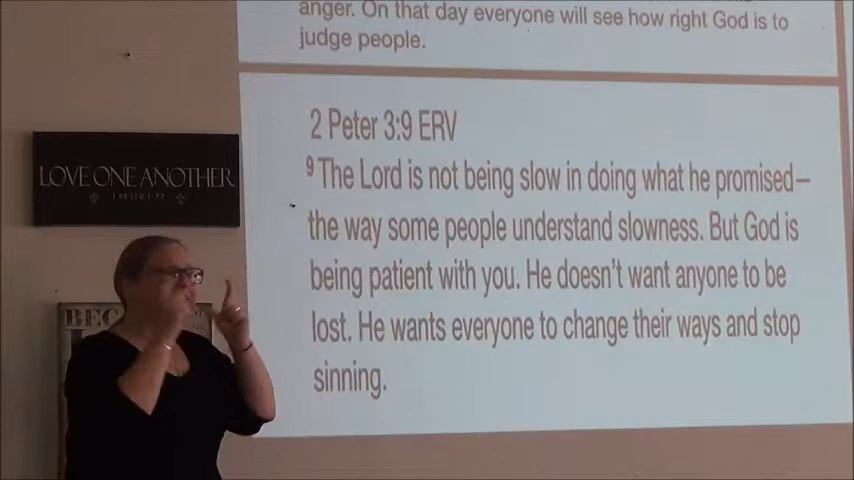 anger. On that day everyone will see how right God is to
judge people.
2 Peter 3:9 ERV
9 The Lord is not being slow in doing what he promised—
the way some people understand slowness. But God is
being patient with you. He doesn't want anyone to be
lost. He wants everyone to change their ways and stop
sinning.
LOVE ONE ANOTHER
BEC